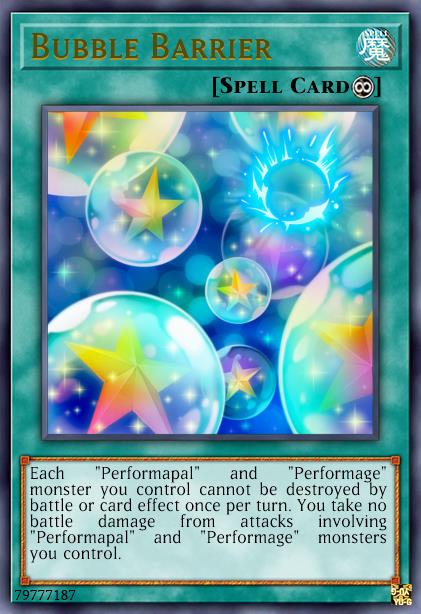 Bubble Barrier
SPELL
魔
[Spell Card]
Each "Performapal" and "Performage"
monster you control cannot be destroyed by
battle or card effect once per turn. You take no
battle damage from attacks involving
"Performapal" and "Performage" monsters
you control.
79777187